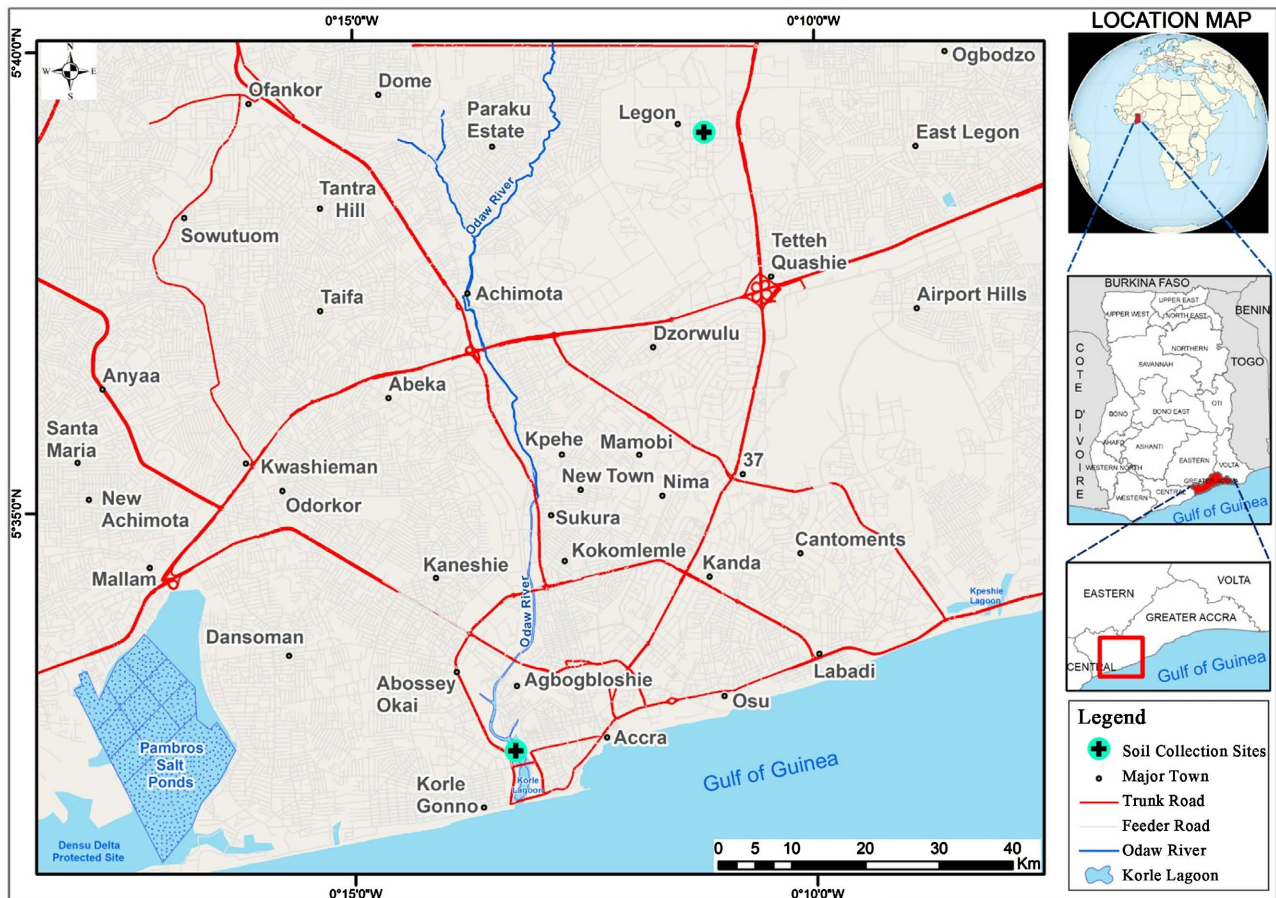 0°15'0"W
0°10'0"W
LOCATION MAP
5°40'0"N
N
W
E
S
Ogbodzo
Dome
Ofankor
Paraku
Estate
Legon
East Legon
Tantra
Hill
Odaw River
Sowutuom
Tetteh
Quashie
Achimota
Taifa
Airport Hills
Dzorwulu
Anyaa
Abeka
Santa
Maria
Kpehe
Mamobi
37
Kwashieman
New Town
Nima
New
Achimota
Odorkor
5°35'0"N
Sukura
Kokomlemle
Cantoments
Mallam
Kaneshie
Kanda
Kpeshie
Lagoon
Odaw River
Dansoman
Labadi
Abossey
Okai
Agbogbloshie
Osu
Accra
Pambros
Salt
Ponds
Korle
Gonno
Korle
Lagoon
Gulf of Guinea
Densu Delta
Protected Site
0 5 10 20 30 40
Km
0°15'0"W
0°10'0"W
BURKINA FASO
UPPER EAST
UPPER WEST
NORTH EAST
BENIN
NORTHERN
TOGO
COTE D'IVOIRE
SAVANNAH
OTI
BONO
BONO EAST
AHAFO
ASHANTI
EASTERN
VOLTA
WESTERN NORTH
GREATER ACCRA
CENTRAL
WESTERN
Gulf of Guinea
EASTERN
VOLTA
GREATER ACCRA
CENTRAL
Gulf of Guinea
Legend
Soil Collection Sites
Major Town
Trunk Road
Feeder Road
Odaw River
Korle Lagoon